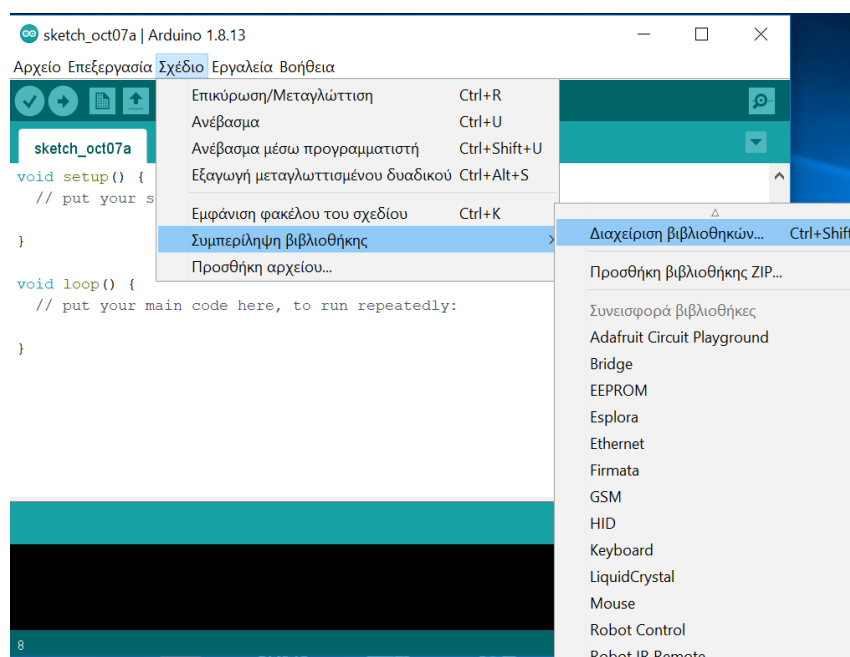 sketch_oct07a | Arduino 1.8.13
Αρχείο Επεξεργασία Σχέδιο Εργαλεία Βοήθεια
Επικύρωση/Μεταγλώττιση Ctrl+R
Ανέβασμα Ctrl+U
Ανέβασμα μέσω προγραμματιστή Ctrl+Shift+U
Εξαγωγή μεταγλωττισμένου δυαδικού Ctrl+Alt+S
Εμφάνιση φακέλου του σχεδίου Ctrl+K
Συμπερίληψη βιβλιοθήκης
Προσθήκη αρχείου...
sketch_oct07a
void setup() {
// put your s
}
void loop() {
// put your main code here, to run repeatedly:
}
Διαχείριση βιβλιοθηκών... Ctrl+Shift
Προσθήκη βιβλιοθήκης ZIP...
Συνεισφορά βιβλιοθήκες
Adafruit Circuit Playground
Bridge
EEPROM
Esplora
Ethernet
Firmata
GSM
HID
Keyboard
LiquidCrystal
Mouse
Robot Control
Robot IR Remote
8